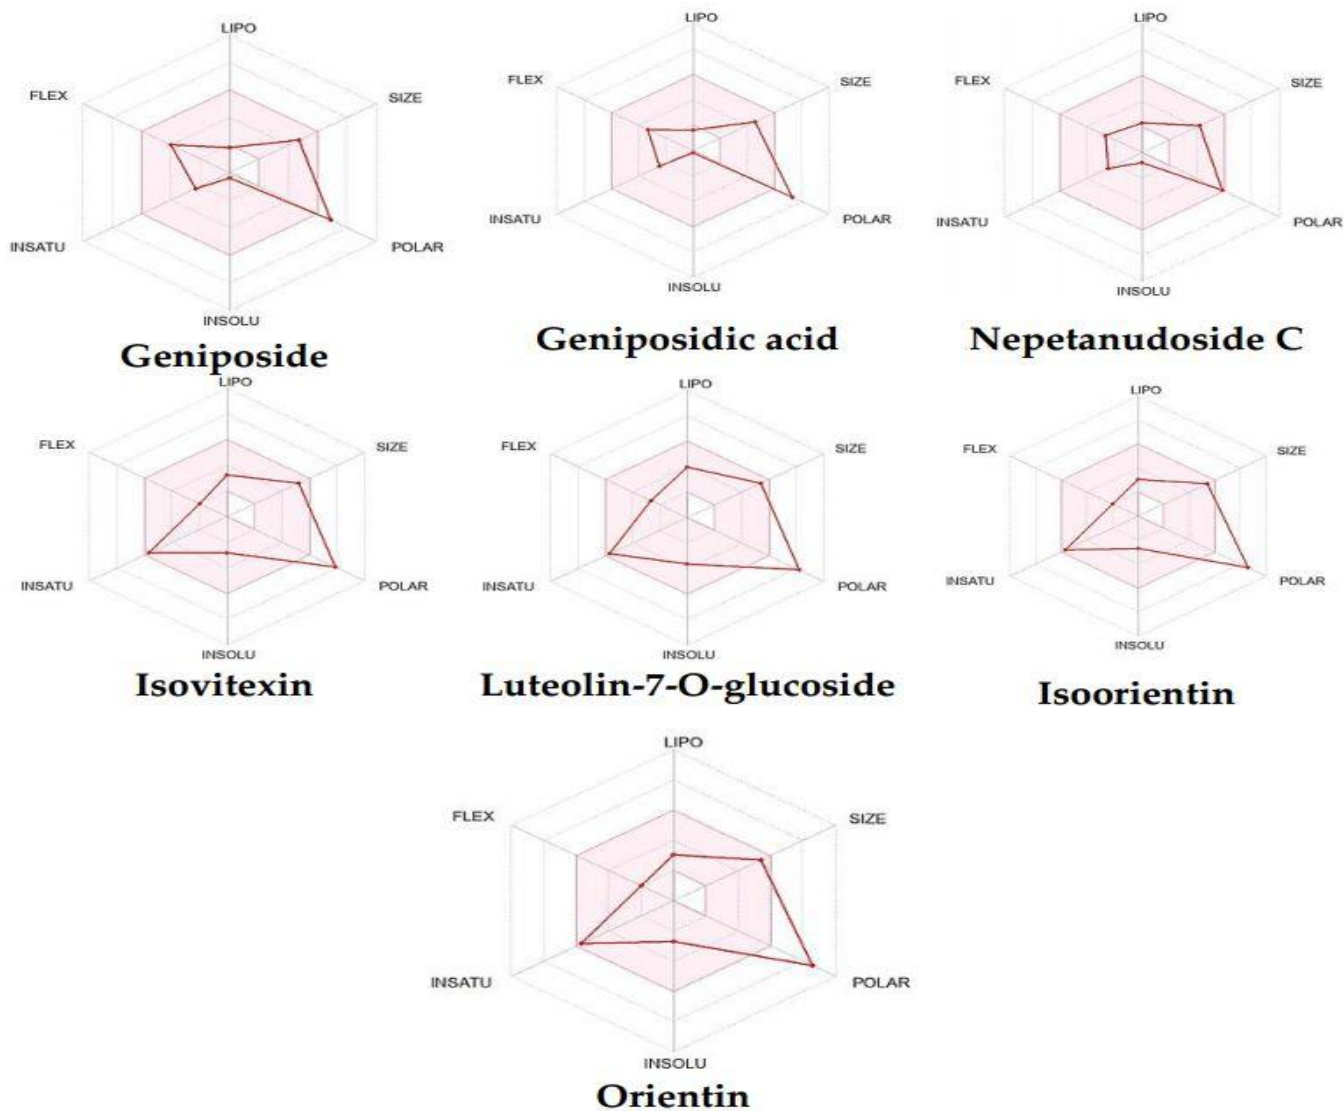 LIPO
FLEX
SIZE
INSATU
POLAR
INSOLU
Geniposide
LIPO
FLEX
SIZE
INSATU
POLAR
INSOLU
Geniposidic acid
LIPO
FLEX
SIZE
INSATU
POLAR
INSOLU
Nepetanudoside C
LIPO
FLEX
SIZE
INSATU
POLAR
INSOLU
Isovitexin
LIPO
FLEX
SIZE
INSATU
POLAR
INSOLU
Luteolin-7-O-glucoside
LIPO
FLEX
SIZE
INSATU
POLAR
INSOLU
Isoorientin
LIPO
FLEX
SIZE
INSATU
POLAR
INSOLU
Orientin